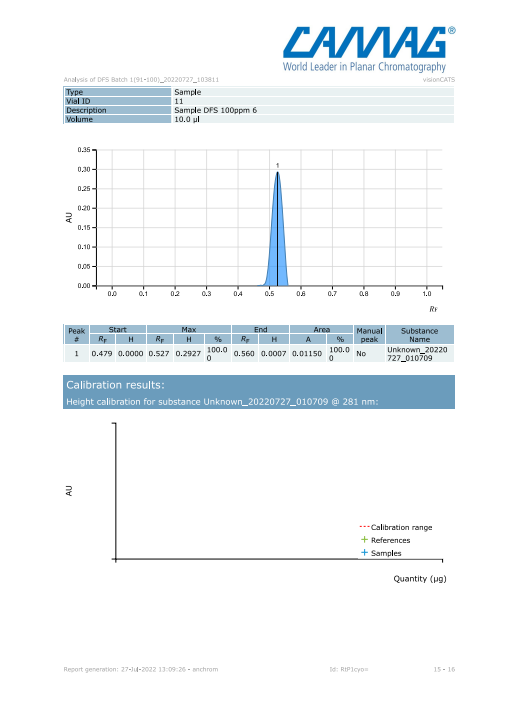 CAMAG®
World Leader in Planar Chromatography
Analysis of DFS Batch 1(91-100)_20220727_103811 visionCATS
Type Sample
Vial ID 11
Description Sample DFS 100ppm 6
Volume 10.0 µl
0.35
0.30
0.25
0.20
0.15
0.10
0.05
0.00
AU
1
0.0 0.1 0.2 0.3 0.4 0.5 0.6 0.7 0.8 0.9 1.0
RF
Peak # Start Max End Area Manual peak Substance Name
RF H RF H % RF H A %
1 0.479 0.0000 0.527 0.2927 100.00 0.560 0.0007 0.01150 100.00 No Unknown_20220727_010709
Calibration results:
Height calibration for substance Unknown_20220727_010709 @ 281 nm:
AU
Calibration range
References
Samples
Quantity (µg)
Report generation: 27-Jul-2022 13:09:26 - anchrom 15 - 16